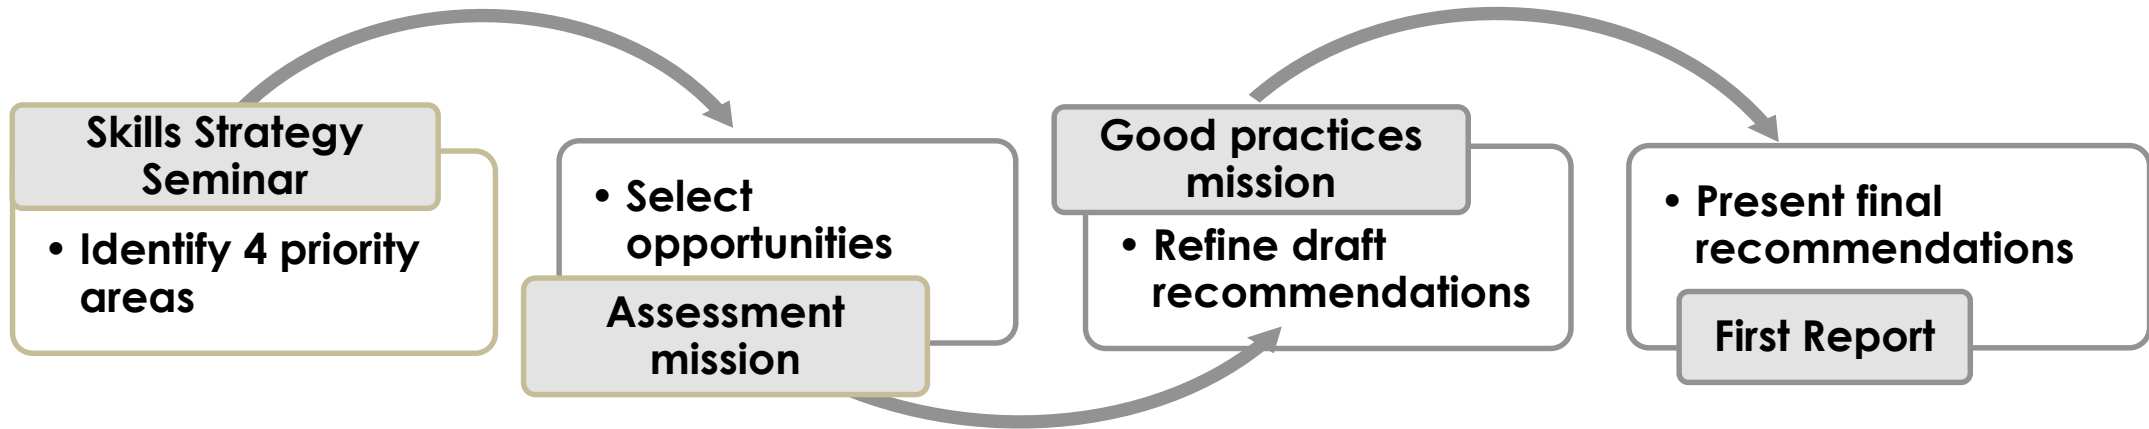 Skills Strategy
Seminar
• Identify 4 priority
areas
• Select
opportunities
Assessment
mission
Good practices
mission
• Refine draft
recommendations
• Present final
recommendations
First Report